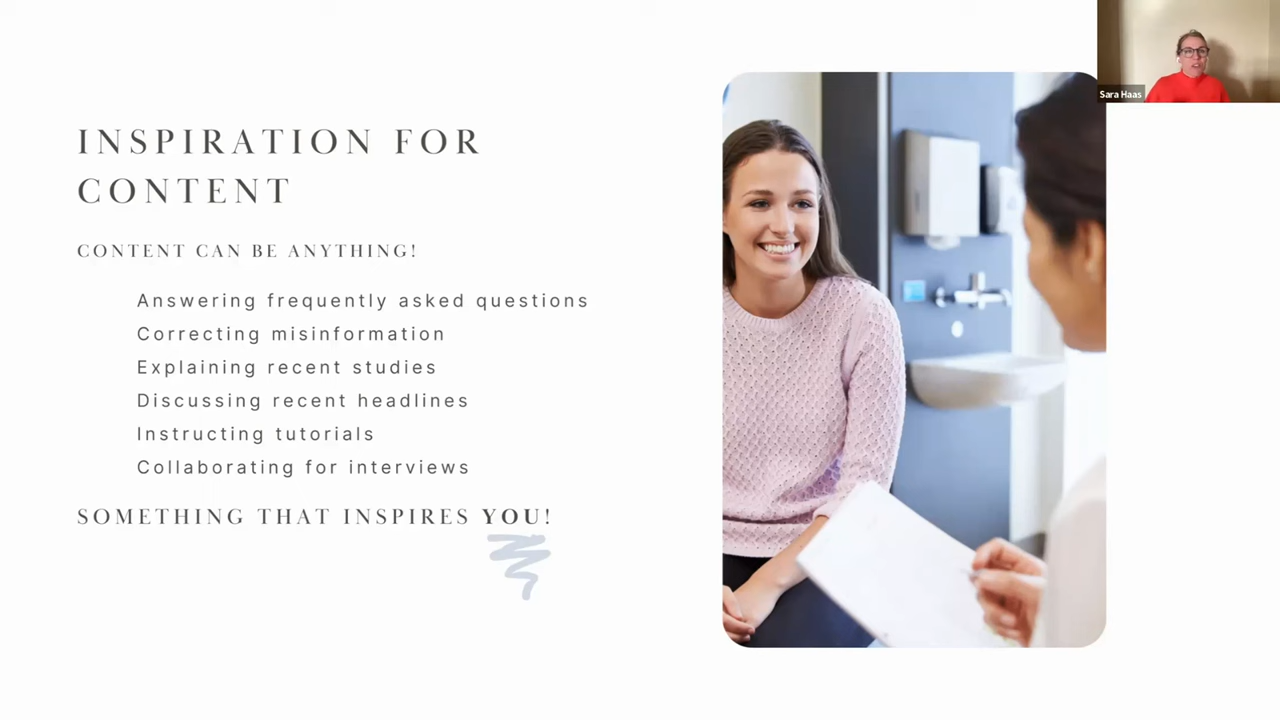 INSPIRATION FOR
CONTENT
CONTENT CAN BE ANYTHING!
Answering frequently asked questions
Correcting misinformation
Explaining recent studies
Discussing recent headlines
Instructing tutorials
Collaborating for interviews
SOMETHING THAT INSPIRES YOU!
Sara Haas